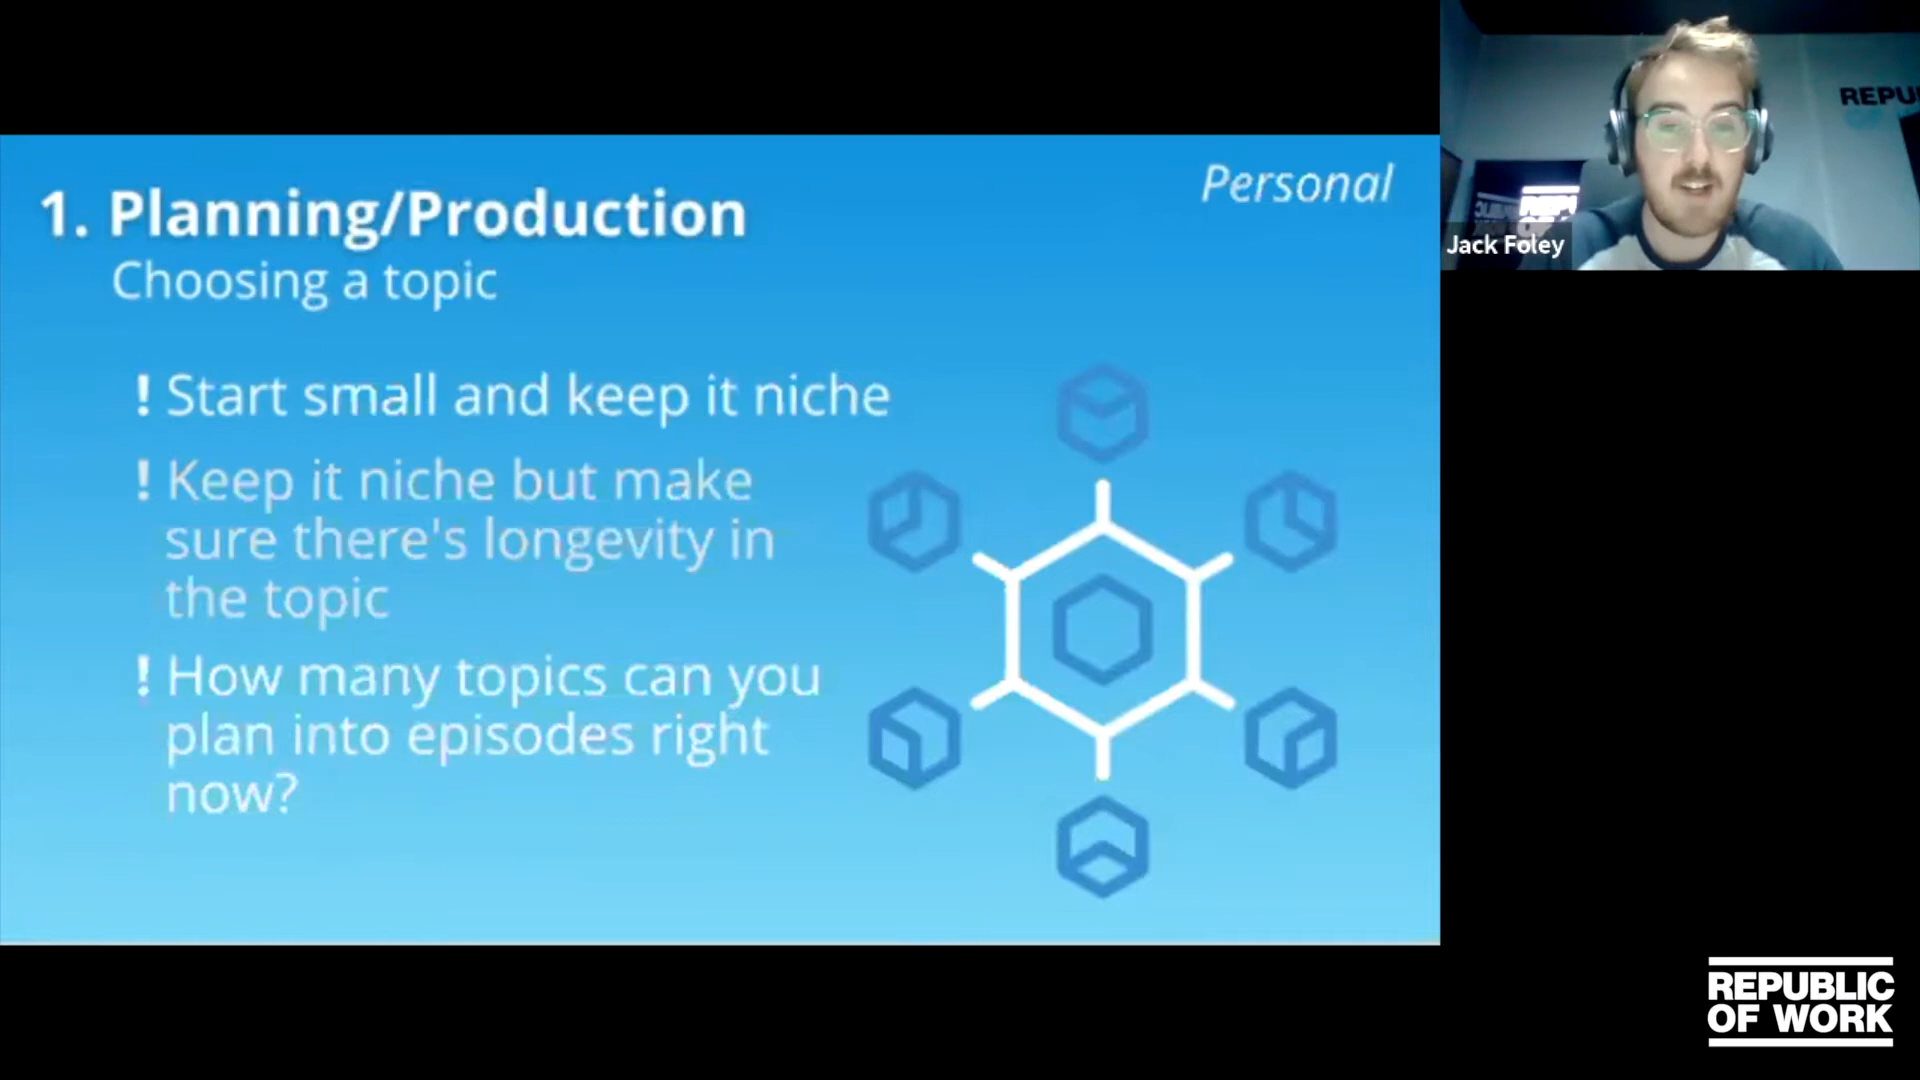 Personal
1. Planning/Production
Choosing a topic
! Start small and keep it niche
! Keep it niche but make
sure there's longevity in
the topic
! How many topics can you
plan into episodes right
now?
REPU
REPU
Jack Foley
REPUBLIC
OF WORK